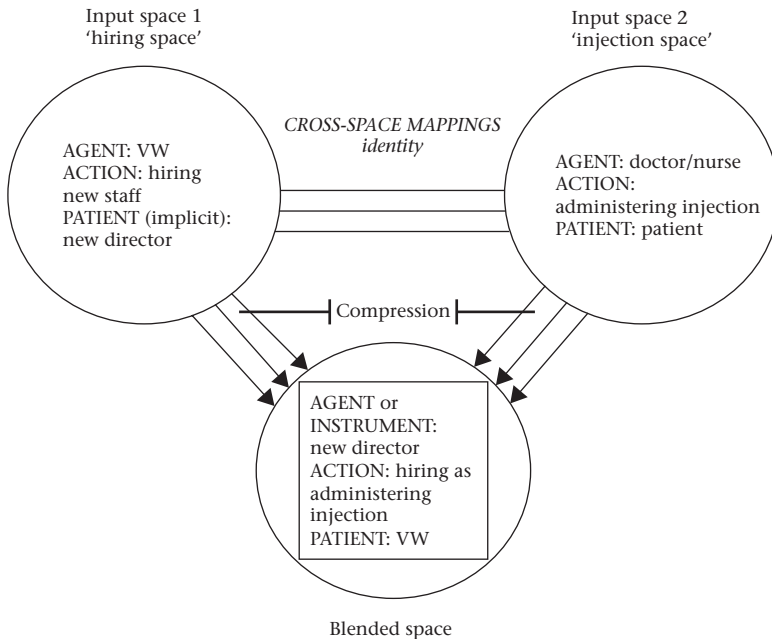 Input space 1
‘hiring space’
Input space 2
‘injection space’
CROSS-SPACE MAPPINGS
identity
AGENT: VW
ACTION: hiring
new staff
PATIENT (implicit):
new director
AGENT: doctor/nurse
ACTION:
administering injection
PATIENT: patient
Compression
AGENT or
INSTRUMENT:
new director
ACTION: hiring as
administering
injection
PATIENT: VW
Blended space